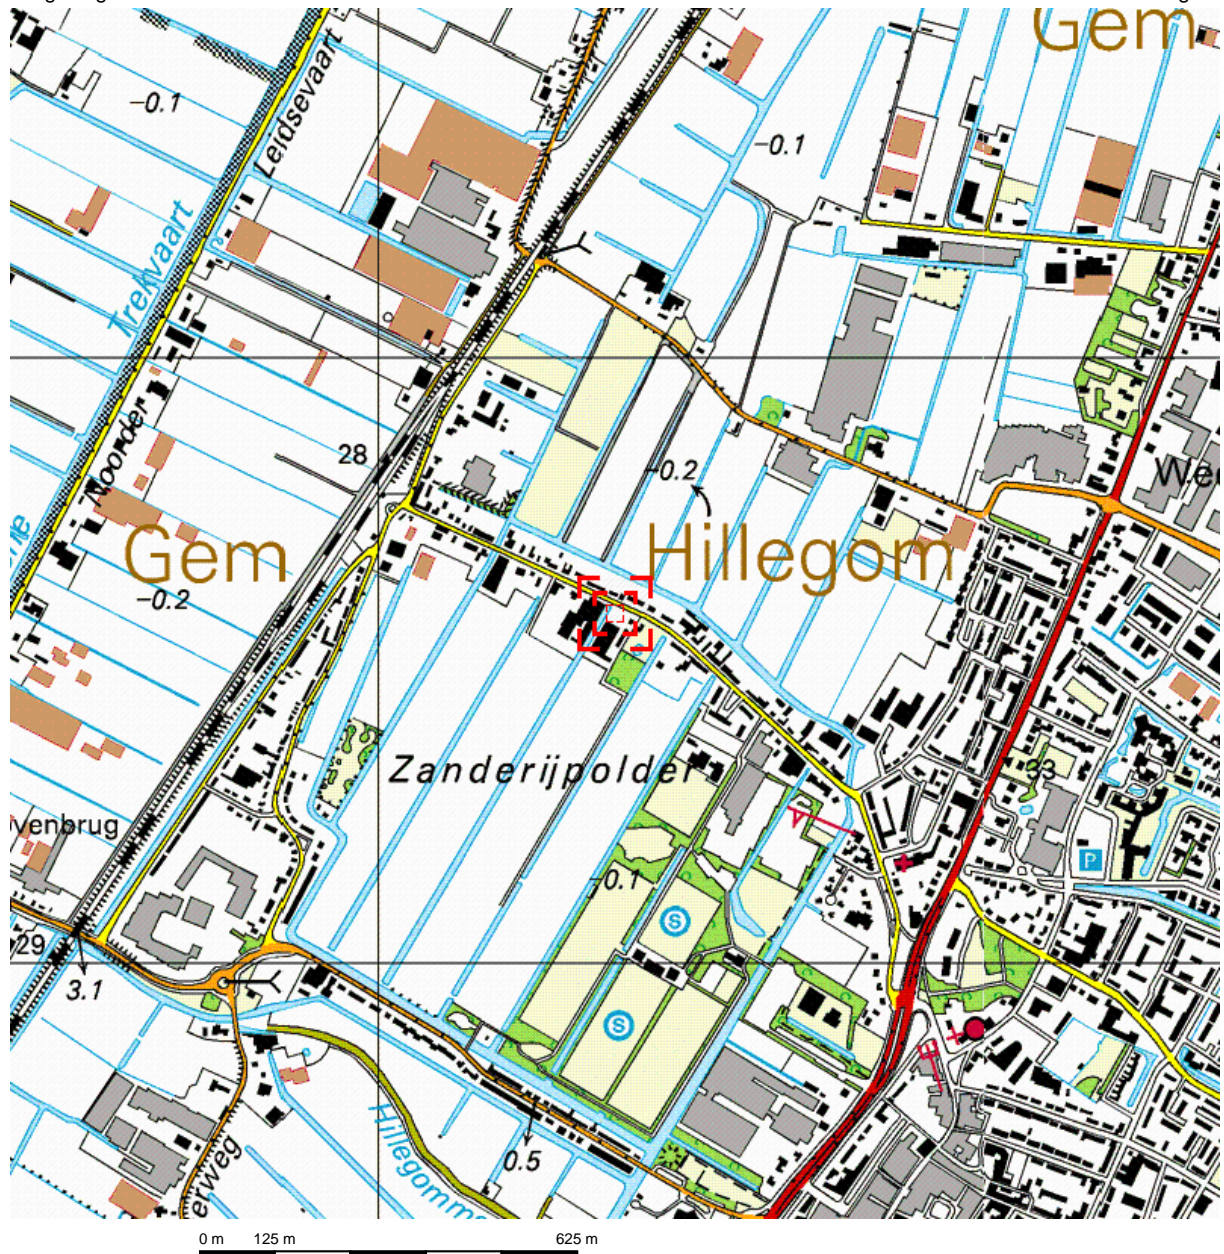 Gem
Leidsevaart
-0.1
-0.1
Trekvaart
Noorder
28
-0.2
Gem
Hillegom
-0.2
33
Zanderijpolder
venbrug
P
-0.1
S
29
3.1
S
0.5
Hillegomme
erweg
0 m 125 m 625 m